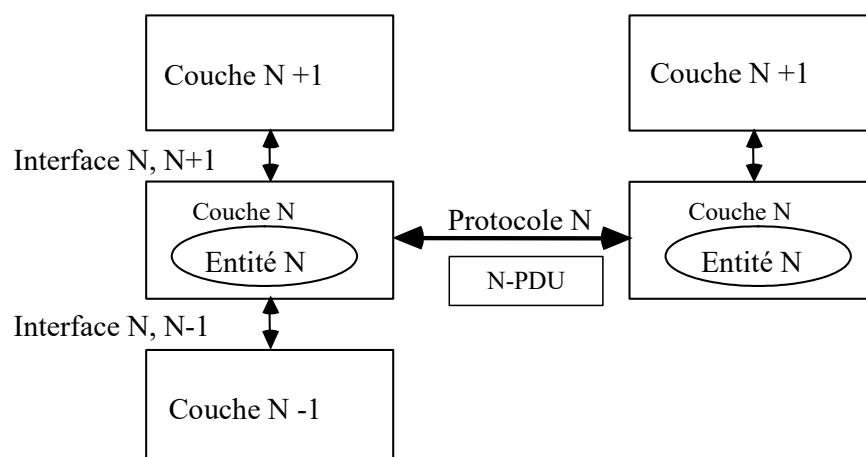 Couche N +1
Couche N +1
Interface N, N+1
Couche N
Protocole N
Couche N
Entité N
Entité N
N-PDU
Interface N, N-1
Couche N -1